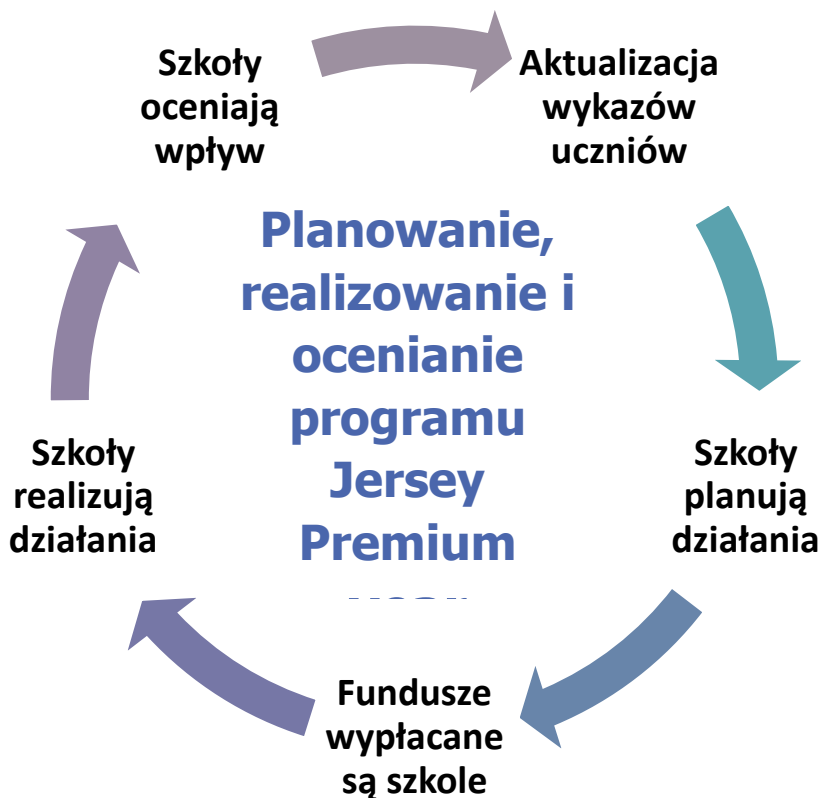 Szkoły
oceniają
wpływ
Aktualizacja
wykazów
uczniów
Planowanie,
realizowanie i
ocenianie
programu
Jersey
Premium
Szkoły
realizują
działania
Szkoły
planują
działania
Fundusze
wypłacane
są szkole